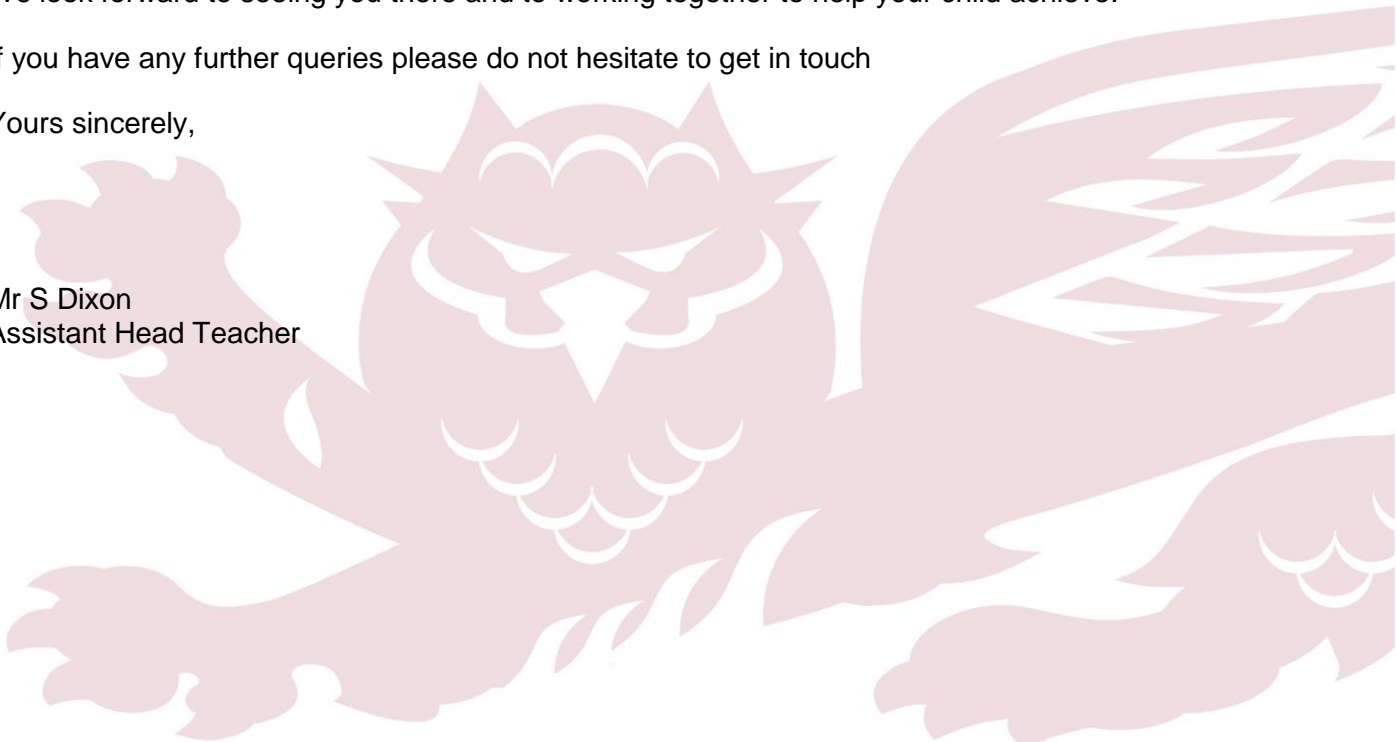 We look forward to seeing you there and to working together to help your child achieve.
If you have any further queries please do not hesitate to get in touch
Yours sincerely,
Mr S Dixon
Assistant Head Teacher